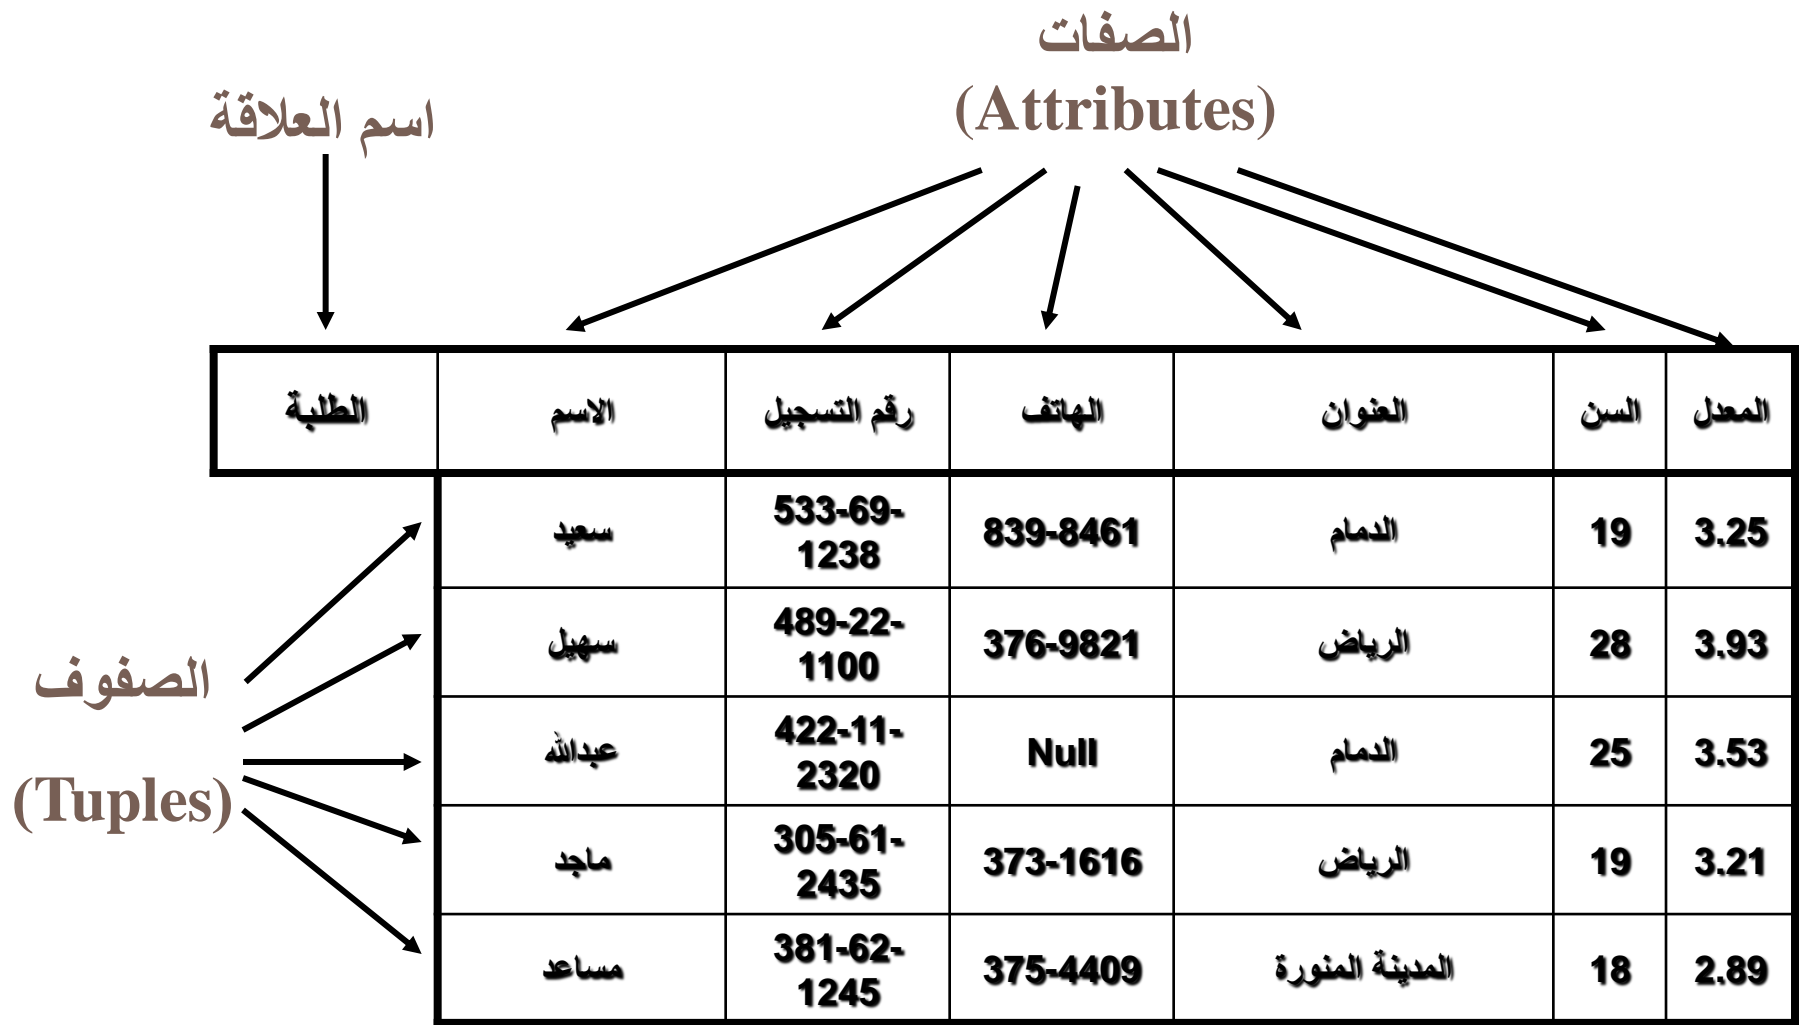 الصفات
(Attributes)
اسم العلاقة
الطلبة الاسم رقم التسجيل الهاتف العنوان السن المعدل
سعيد 533-69-1238 839-8461 الدمام 19 3.25
سهيل 489-22-1100 376-9821 الرياض 28 3.93
عبدالله 422-11-2320 Null الدمام 25 3.53
ماجد 305-61-2435 373-1616 الرياض 19 3.21
مساعد 381-62-1245 375-4409 المدينة المنورة 18 2.89
الصفوف
(Tuples)